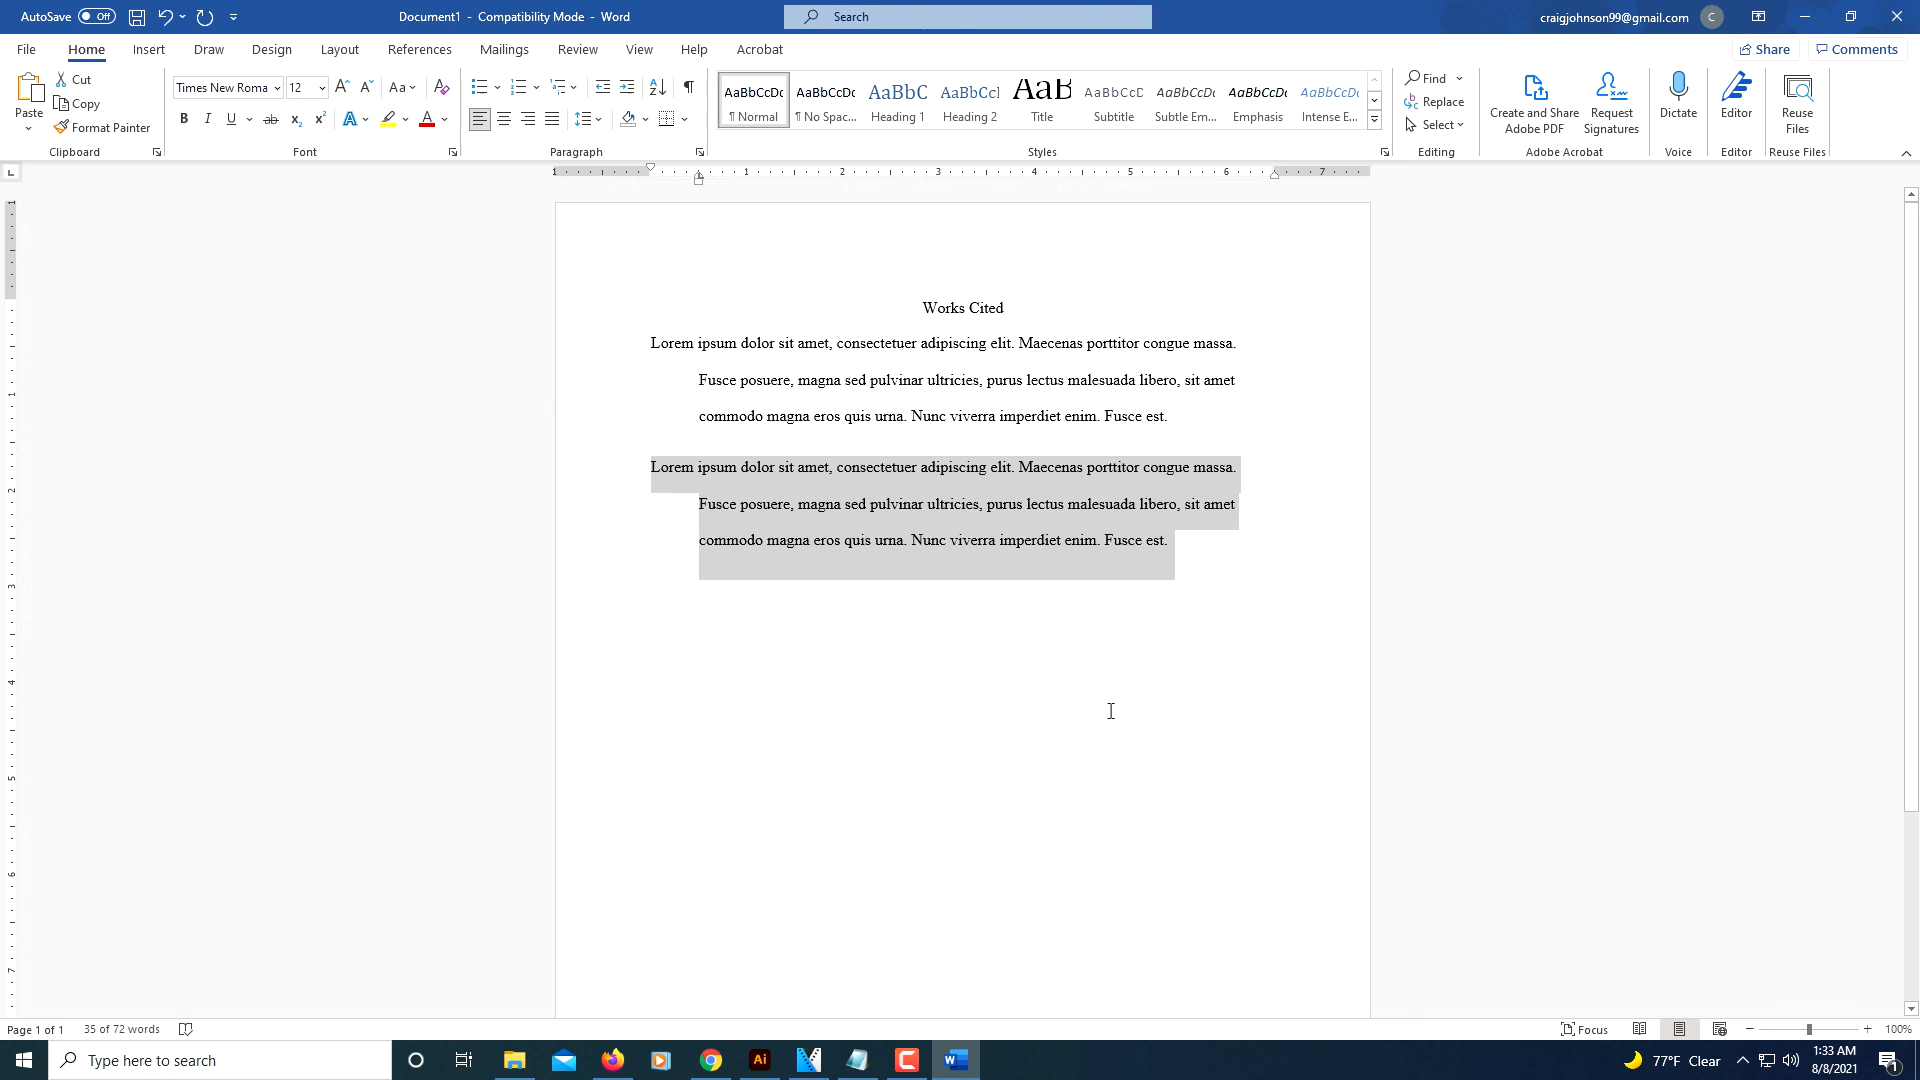 AutoSave Off
Document1 - Compatibility Mode - Word
Search
craigjohnson99@gmail.com C
File Home Insert Draw Design Layout References Mailings Review View Help Acrobat
Share Comments
Paste
Cut
Copy
Format Painter
Clipboard
Times New Roma 12
Font
Paragraph
AaBbCcDc AaBbCcDc AaBbC AaBbCcl AaB AaBbCcD AaBbCcDc AaBbCcDc AaBbCcDc
¶ Normal ¶ No Spac... Heading 1 Heading 2 Title Subtitle Subtle Em... Emphasis Intense E...
Styles
Find
Replace
Select
Editing
Create and Share Adobe PDF
Request Signatures
Adobe Acrobat
Dictate
Voice
Editor
Editor
Reuse Files
Reuse Files
1 1 2 3 4 5 6 7
Works Cited
Lorem ipsum dolor sit amet, consectetuer adipiscing elit. Maecenas porttitor congue massa.
Fusce posuere, magna sed pulvinar ultricies, purus lectus malesuada libero, sit amet
commodo magna eros quis urna. Nunc viverra imperdiet enim. Fusce est.
Lorem ipsum dolor sit amet, consectetuer adipiscing elit. Maecenas porttitor congue massa.
Fusce posuere, magna sed pulvinar ultricies, purus lectus malesuada libero, sit amet
commodo magna eros quis urna. Nunc viverra imperdiet enim. Fusce est.
Page 1 of 1 35 of 72 words
Focus
100%
Type here to search
77°F Clear
1:33 AM
8/8/2021